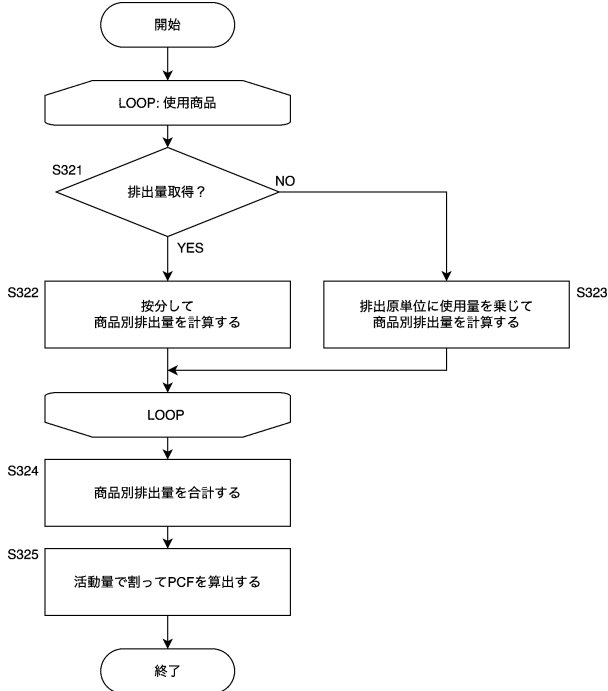 開始
LOOP: 使用商品
S321
排出量取得？
NO
YES
S322
按分して
商品別排出量を計算する
排出原単位に使用量を乗じて
商品別排出量を計算する
S323
LOOP
S324
商品別排出量を合計する
S325
活動量で割ってPCFを算出する
終了